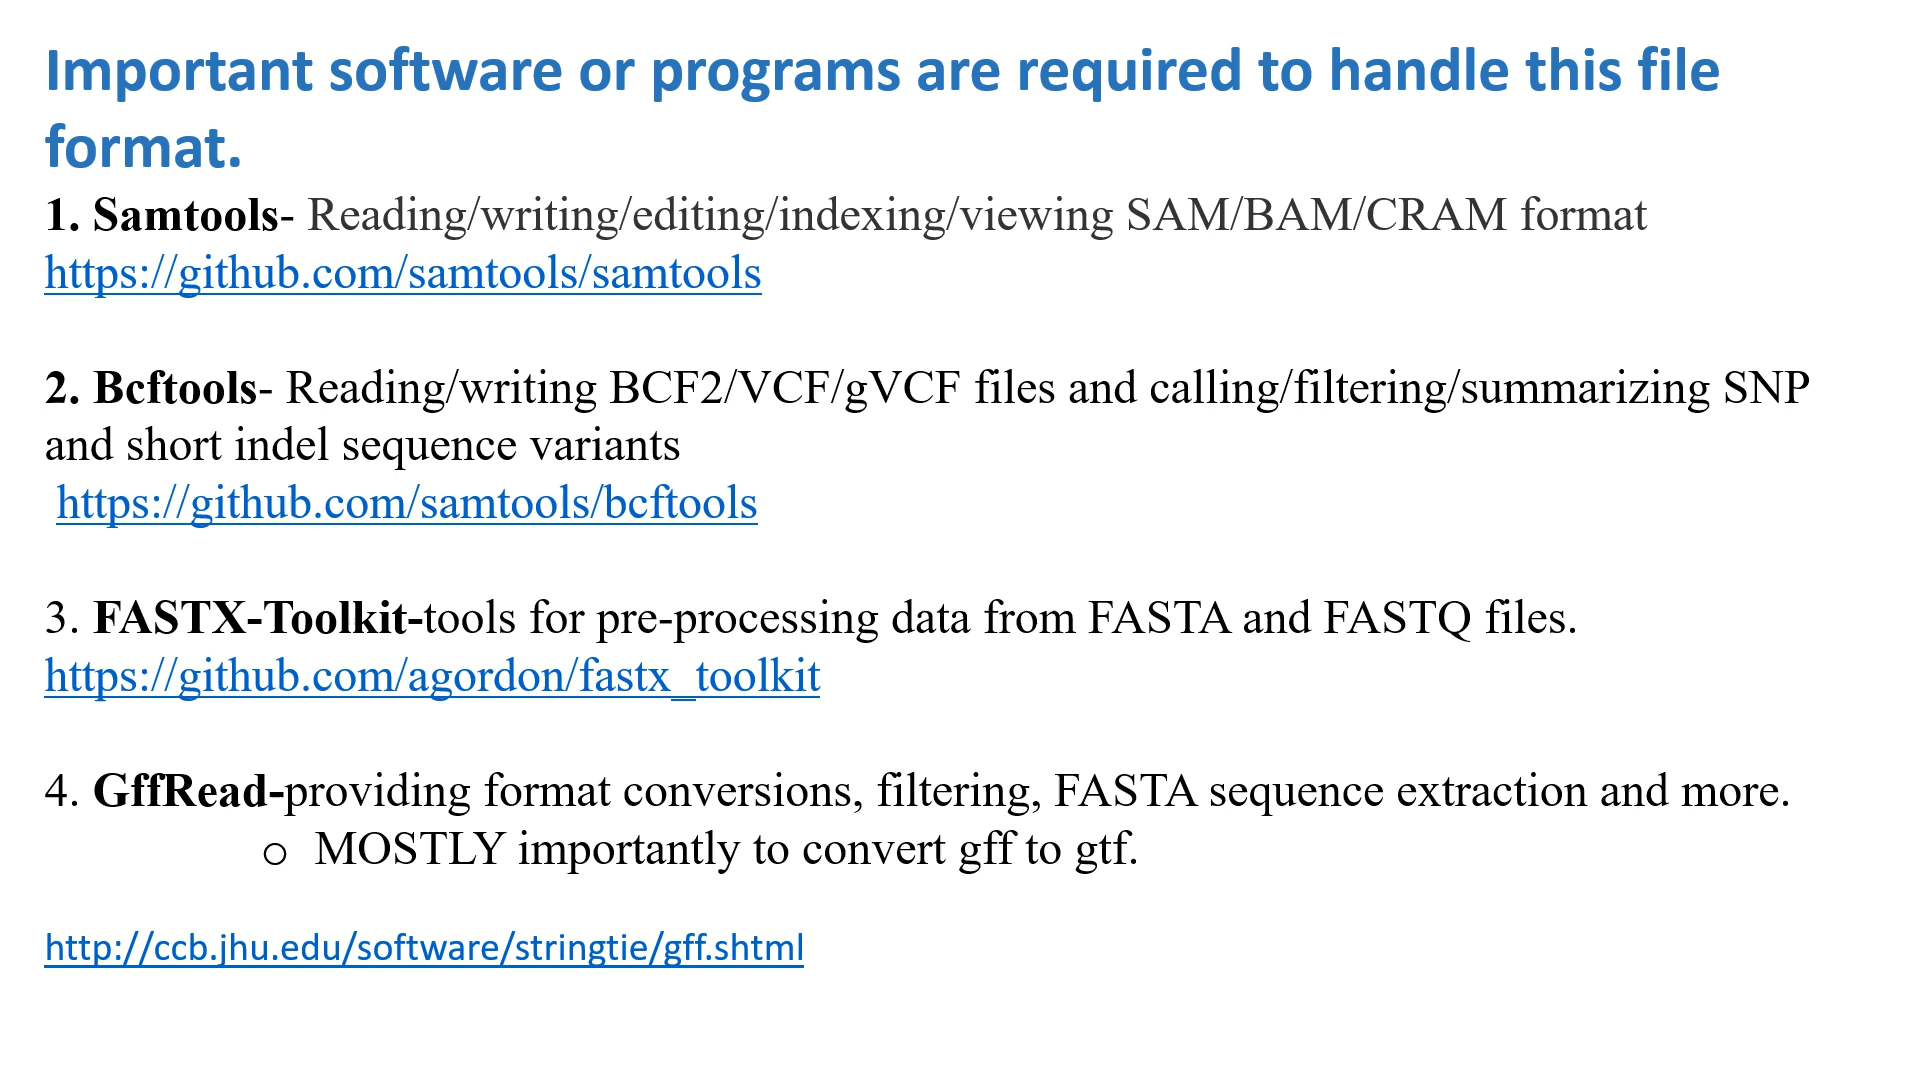 Important software or programs are required to handle this file
format.
1. Samtools- Reading/writing/editing/indexing/viewing SAM/BAM/CRAM format
https://github.com/samtools/samtools
2. Bcftools- Reading/writing BCF2/VCF/gVCF files and calling/filtering/summarizing SNP
and short indel sequence variants
https://github.com/samtools/bcftools
3. FASTX-Toolkit-tools for pre-processing data from FASTA and FASTQ files.
https://github.com/agordon/fastx_toolkit
4. GffRead-providing format conversions, filtering, FASTA sequence extraction and more.
o MOSTLY importantly to convert gff to gtf.
http://ccb.jhu.edu/software/stringtie/gff.shtml